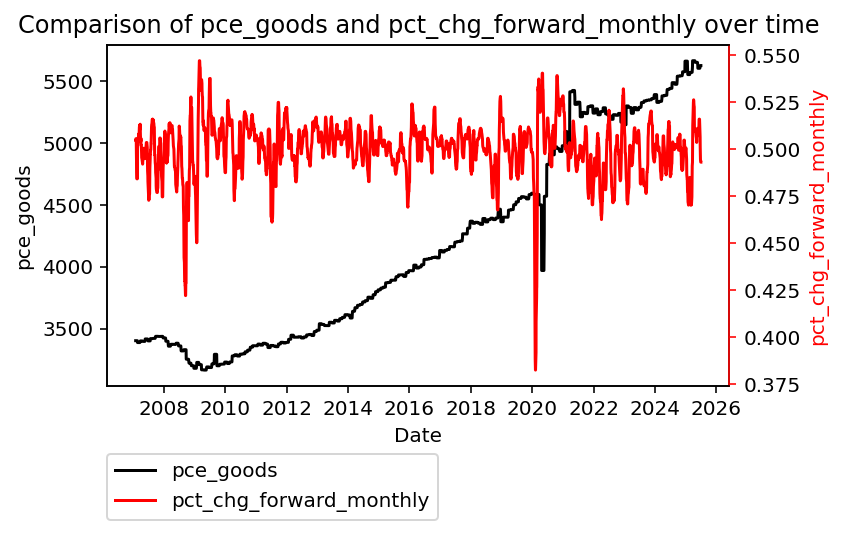 Comparison of pce_goods and pct_chg_forward_monthly over time
pce_goods
5500
5000
4500
4000
3500
0.550
0.525
0.500
0.475
0.450
0.425
0.400
0.375
pct_chg_forward_monthly
2008 2010 2012 2014 2016 2018 2020 2022 2024 2026
Date
pce_goods
pct_chg_forward_monthly